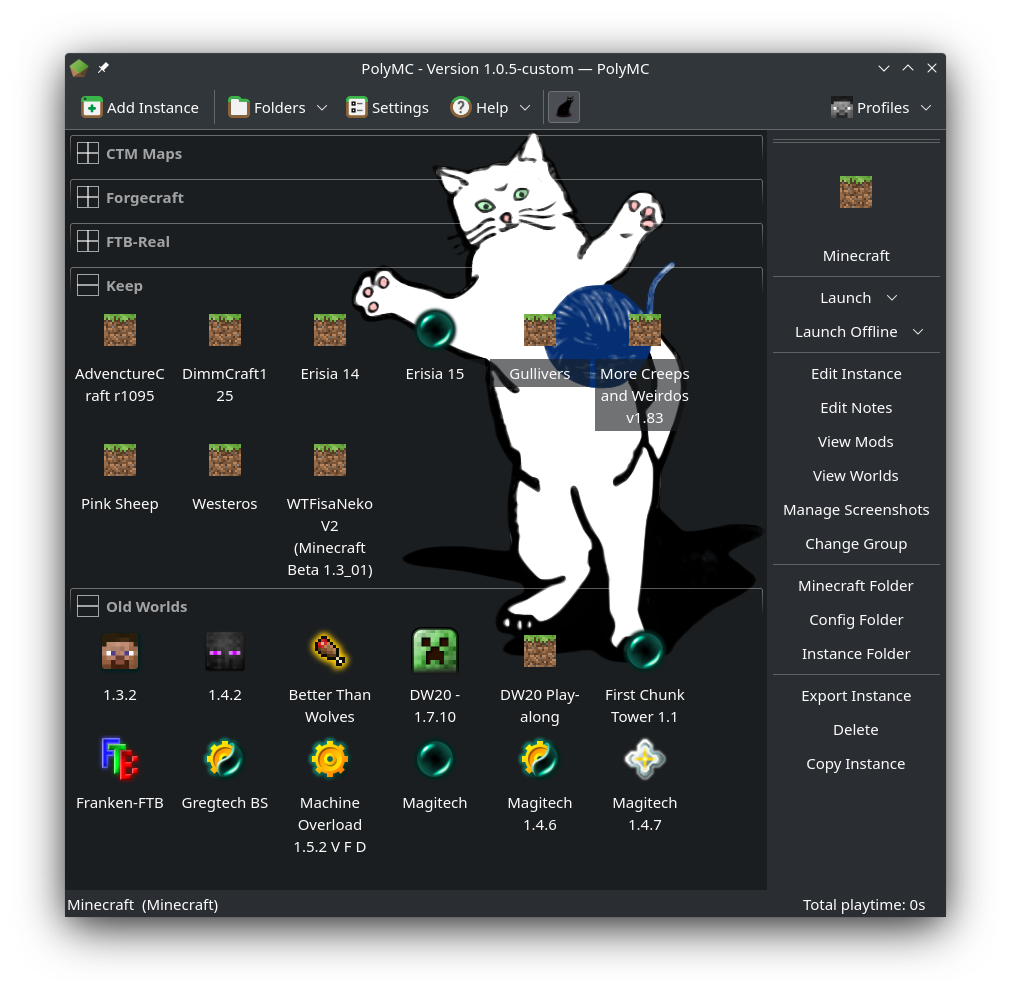 PolyMC - Version 1.0.5-custom — PolyMC
Add Instance
Folders
Settings
Help
Profiles
CTM Maps
Forgecraft
FTB-Real
Keep
AdvenctureC
raft r1095
DimmCraft1
25
Erisia 14
Erisia 15
Gullivers
More Creeps
and Weirdos
v1.83
Pink Sheep
Westeros
WTFisaNeko
V2
(Minecraft
Beta 1.3_01)
Old Worlds
1.3.2
1.4.2
Better Than
Wolves
DW20 -
1.7.10
DW20 Play-
along
First Chunk
Tower 1.1
FTB
Franken-FTB
Gregtech BS
Machine
Overload
1.5.2 V F D
Magitech
Magitech
1.4.6
Magitech
1.4.7
Minecraft
Launch
Launch Offline
Edit Instance
Edit Notes
View Mods
View Worlds
Manage Screenshots
Change Group
Minecraft Folder
Config Folder
Instance Folder
Export Instance
Delete
Copy Instance
Minecraft (Minecraft)
Total playtime: 0s